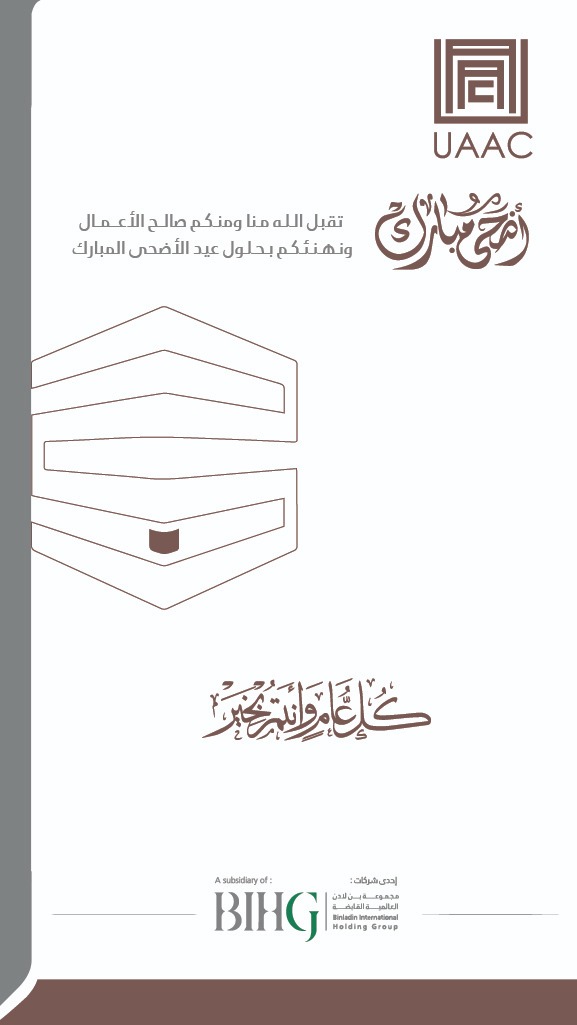 UAAC
أضحى مبارك
تقبل الله منا ومنكم صالح الأعمال
ونهنئكم بحلول عيد الأضحى المبارك
كل عام وأنتم بخير
A subsidiary of :
إحدى شركات :
BIHG
مجموعة بن لادن
العالمية القابضة
Binladin International
Holding Group